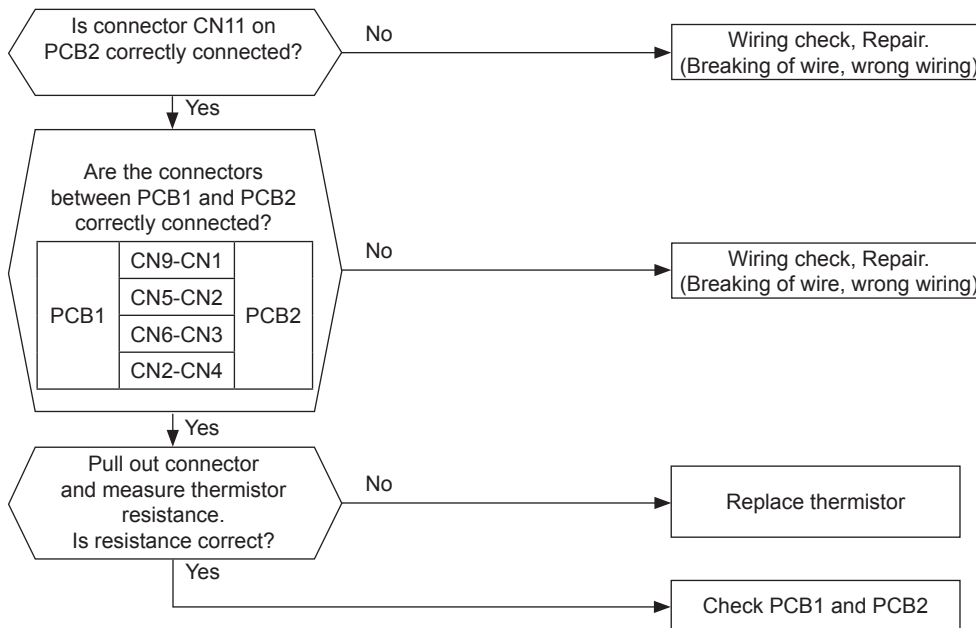 Is connector CN11 on
PCB2 correctly connected?
No
Wiring check, Repair.
(Breaking of wire, wrong wiring)
Yes
Are the connectors
between PCB1 and PCB2
correctly connected?
PCB1
CN9-CN1
CN5-CN2
CN6-CN3
CN2-CN4
PCB2
No
Wiring check, Repair.
(Breaking of wire, wrong wiring)
Yes
Pull out connector
and measure thermistor
resistance.
Is resistance correct?
No
Replace thermistor
Yes
Check PCB1 and PCB2